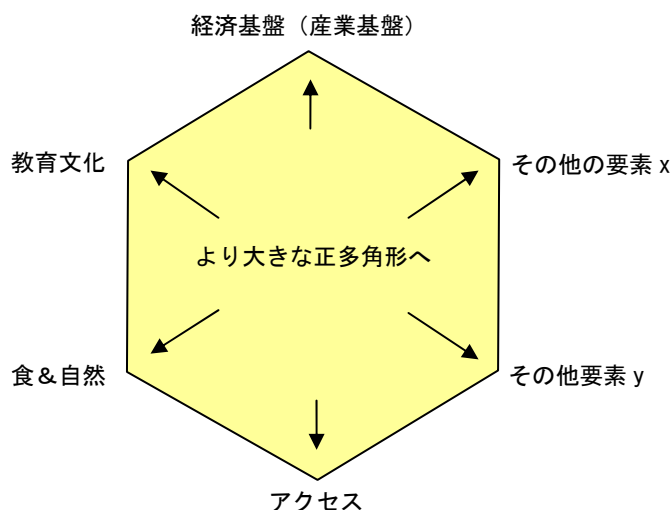 経済基盤（産業基盤）
教育文化
その他の要素 x
より大きな正多角形へ
食＆自然
その他要素 y
アクセス